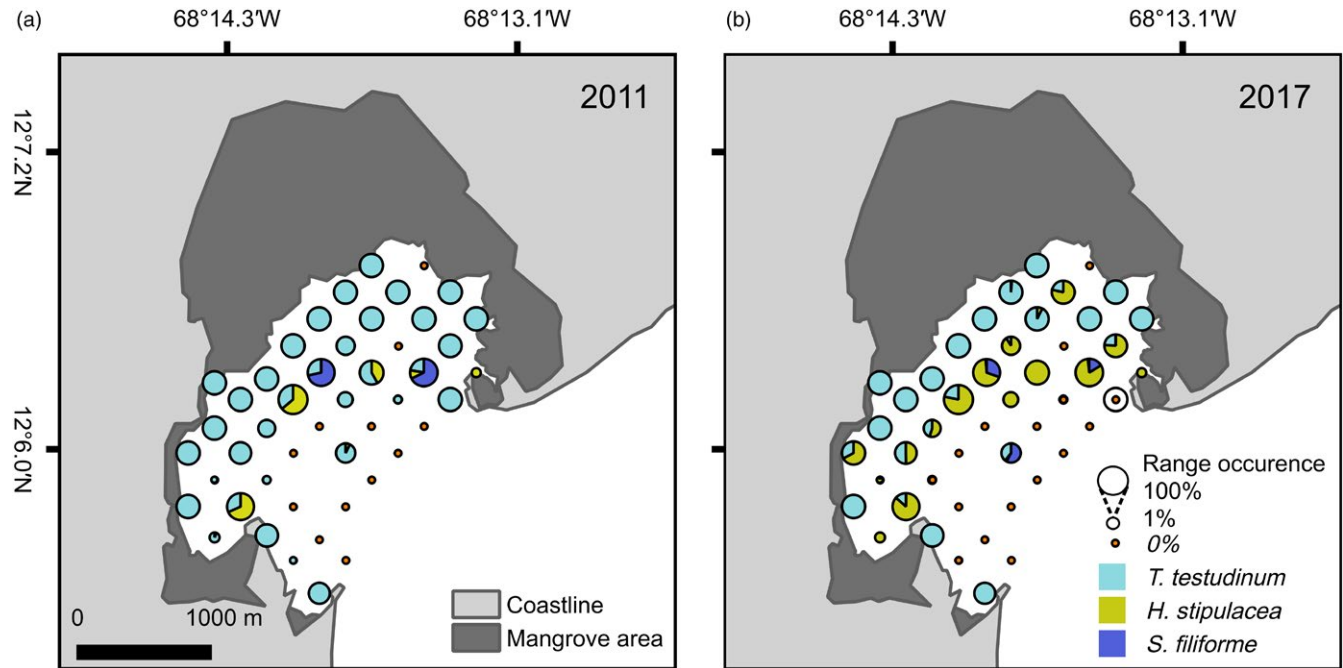 (a)
68°14.3'W
68°13.1'W
(b)
68°14.3'W
68°13.1'W
2011
2017
12°7.2'N
12°6.0'N
0
1000 m
Coastline
Mangrove area
Range occurence
100%
1%
0%
T. testudinum
H. stipulacea
S. filiforme